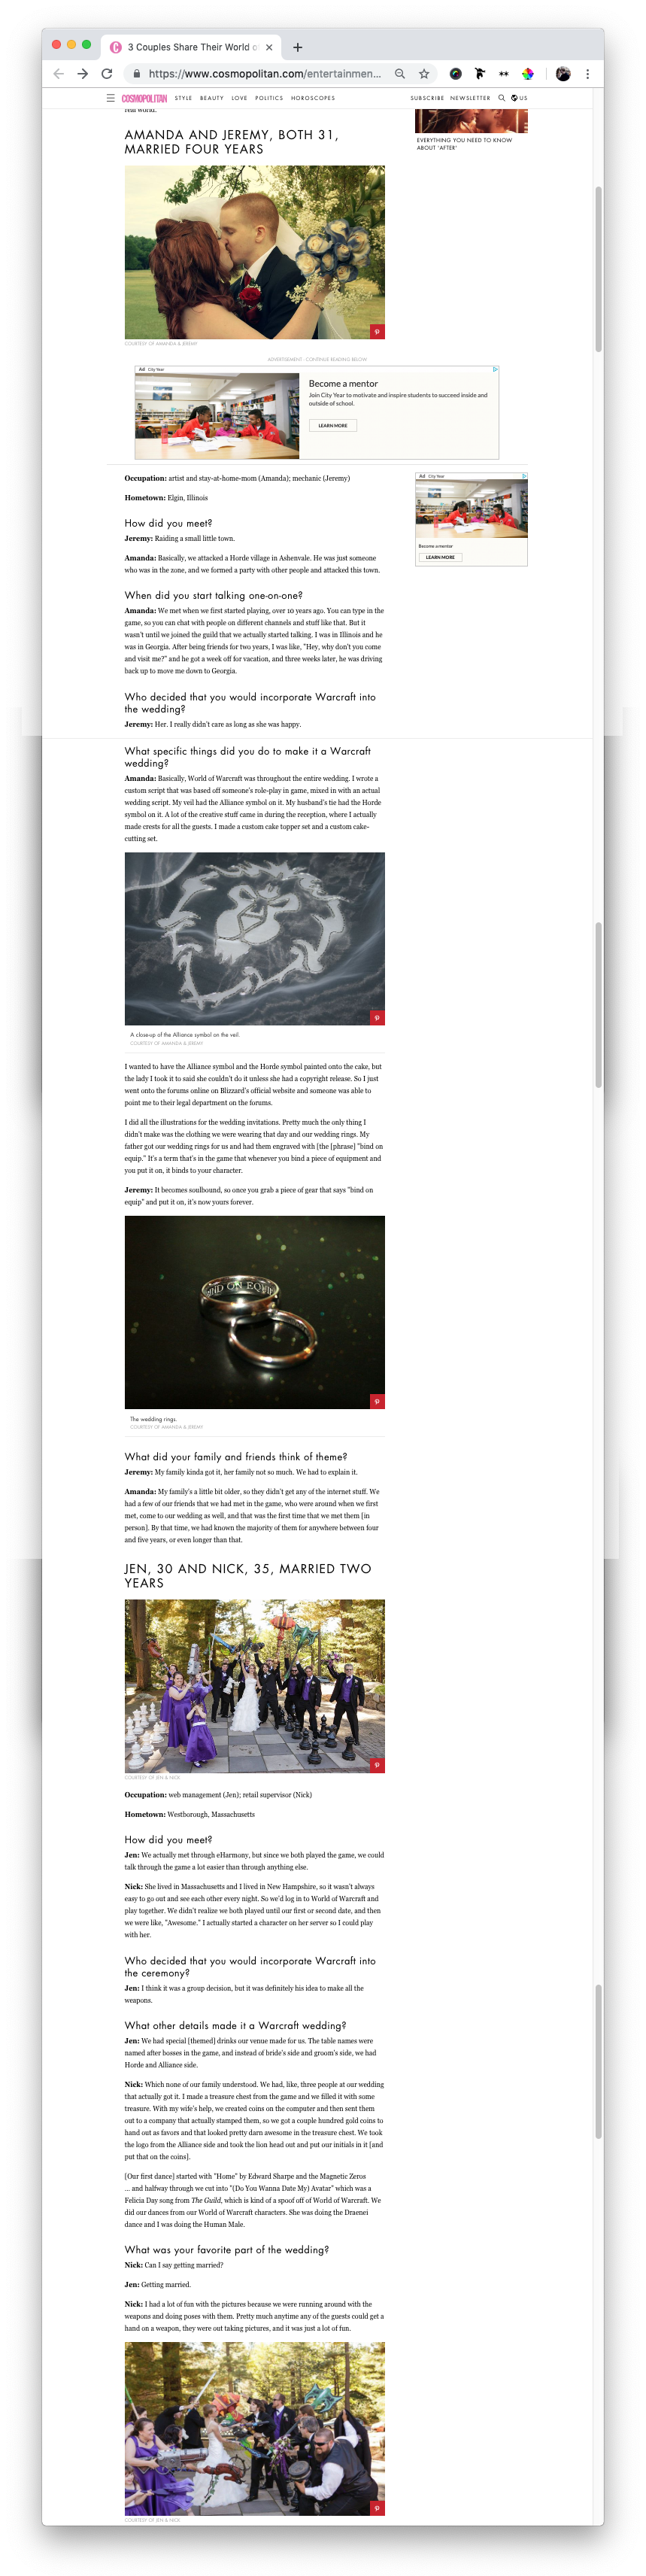 3 Couples Share Their World o
https://www.cosmopolitan.com/entertainmen...
COSMOPOLITAN STYLE BEAUTY LOVE POLITICS HOROSCOPES SUBSCRIBE NEWSLETTER US
real world.
AMANDA AND JEREMY, BOTH 31,
MARRIED FOUR YEARS
EVERYTHING YOU NEED TO KNOW
ABOUT 'AFTER'
COURTESY OF AMANDA & JEREMY
ADVERTISEMENT - CONTINUE READING BELOW
Ad City Year
Become a mentor
Join City Year to motivate and inspire students to succeed inside and
outside of school.
LEARN MORE
Occupation: artist and stay-at-home-mom (Amanda); mechanic (Jeremy)
Hometown: Elgin, Illinois
Ad City Year
Become a mentor
LEARN MORE
How did you meet?
Jeremy: Raiding a small little town.
Amanda: Basically, we attacked a Horde village in Ashenvale. He was just someone
who was in the zone, and we formed a party with other people and attacked this town.
When did you start talking one-on-one?
Amanda: We met when we first started playing, over 10 years ago. You can type in the
game, so you can chat with people on different channels and stuff like that. But it
wasn't until we joined the guild that we actually started talking. I was in Illinois and he
was in Georgia. After being friends for two years, I was like, "Hey, why don't you come
and visit me?" and he got a week off for vacation, and three weeks later, he was driving
back up to move me down to Georgia.
Who decided that you would incorporate Warcraft into
the wedding?
Jeremy: Her. I really didn't care as long as she was happy.
What specific things did you do to make it a Warcraft
wedding?
Amanda: Basically, World of Warcraft was throughout the entire wedding. I wrote a
custom script that was based off someone's role-play in game, mixed in with an actual
wedding script. My veil had the Alliance symbol on it. My husband's tie had the Horde
symbol on it. A lot of the creative stuff came in during the reception, where I actually
made crests for all the guests. I made a custom cake topper set and a custom cake-
cutting set.
A close-up of the Alliance symbol on the veil.
COURTESY OF AMANDA & JEREMY
I wanted to have the Alliance symbol and the Horde symbol painted onto the cake, but
the lady I took it to said she couldn't do it unless she had a copyright release. So I just
went onto the forums online on Blizzard's official website and someone was able to
point me to their legal department on the forums.
I did all the illustrations for the wedding invitations. Pretty much the only thing I
didn't make was the clothing we were wearing that day and our wedding rings. My
father got our wedding rings for us and had them engraved with [the [phrase] "bind on
equip." It's a term that's in the game that whenever you bind a piece of equipment and
you put it on, it binds to your character.
Jeremy: It becomes soulbound, so once you grab a piece of gear that says "bind on
equip" and put it on, it's now yours forever.
IND ON EQUI
The wedding rings.
COURTESY OF AMANDA & JEREMY
What did your family and friends think of theme?
Jeremy: My family kinda got it, her family not so much. We had to explain it.
Amanda: My family's a little bit older, so they didn't get any of the internet stuff. We
had a few of our friends that we had met in the game, who were around when we first
met, come to our wedding as well, and that was the first time that we met them [in
person]. By that time, we had known the majority of them for anywhere between four
and five years, or even longer than that.
JEN, 30 AND NICK, 35, MARRIED TWO
YEARS
COURTESY OF JEN & NICK
Occupation: web management (Jen); retail supervisor (Nick)
Hometown: Westborough, Massachusetts
How did you meet?
Jen: We actually met through eHarmony, but since we both played the game, we could
talk through the game a lot easier than through anything else.
Nick: She lived in Massachusetts and I lived in New Hampshire, so it wasn't always
easy to go out and see each other every night. So we'd log in to World of Warcraft and
play together. We didn't realize we both played until our first or second date, and then
we were like, "Awesome." I actually started a character on her server so I could play
with her.
Who decided that you would incorporate Warcraft into
the ceremony?
Jen: I think it was a group decision, but it was definitely his idea to make all the
weapons.
What other details made it a Warcraft wedding?
Jen: We had special [themed] drinks our venue made for us. The table names were
named after bosses in the game, and instead of bride's side and groom's side, we had
Horde and Alliance side.
Nick: Which none of our family understood. We had, like, three people at our wedding
that actually got it. I made a treasure chest from the game and we filled it with some
treasure. With my wife's help, we created coins on the computer and then sent them
out to a company that actually stamped them, so we got a couple hundred gold coins to
hand out as favors and that looked pretty darn awesome in the treasure chest. We took
the logo from the Alliance side and took the lion head out and put our initials in it [and
put that on the coins].
[Our first dance] started with "Home" by Edward Sharpe and the Magnetic Zeros
... and halfway through we cut into "(Do You Wanna Date My) Avatar" which was a
Felicia Day song from The Guild, which is kind of a spoof off of World of Warcraft. We
did our dances from our World of Warcraft characters. She was doing the Draenei
dance and I was doing the Human Male.
What was your favorite part of the wedding?
Nick: Can I say getting married?
Jen: Getting married.
Nick: I had a lot of fun with the pictures because we were running around with the
weapons and doing poses with them. Pretty much anytime any of the guests could get a
hand on a weapon, they were out taking pictures, and it was just a lot of fun.
COURTESY OF JEN & NICK